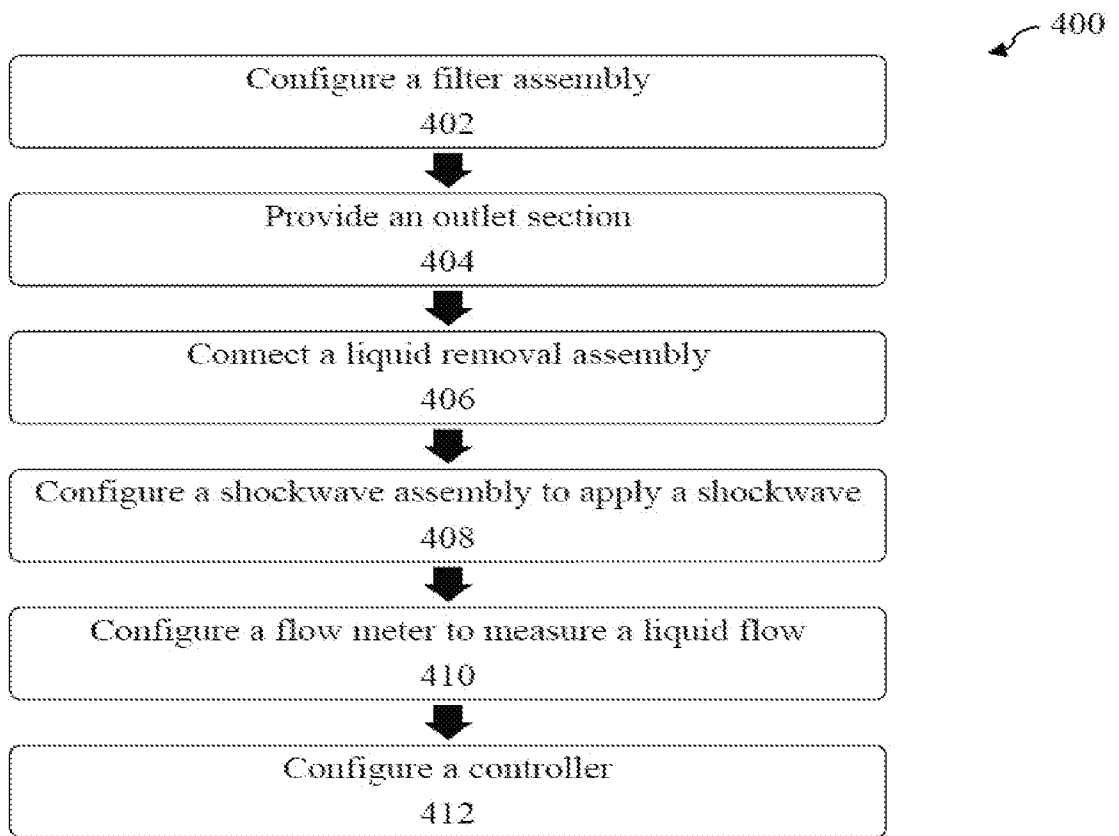 400
Configure a filter assembly
402
Provide an outlet section
404
Connect a liquid removal assembly
406
Configure a shockwave assembly to apply a shockwave
408
Configure a flow meter to measure a liquid flow
410
Configure a controller
412